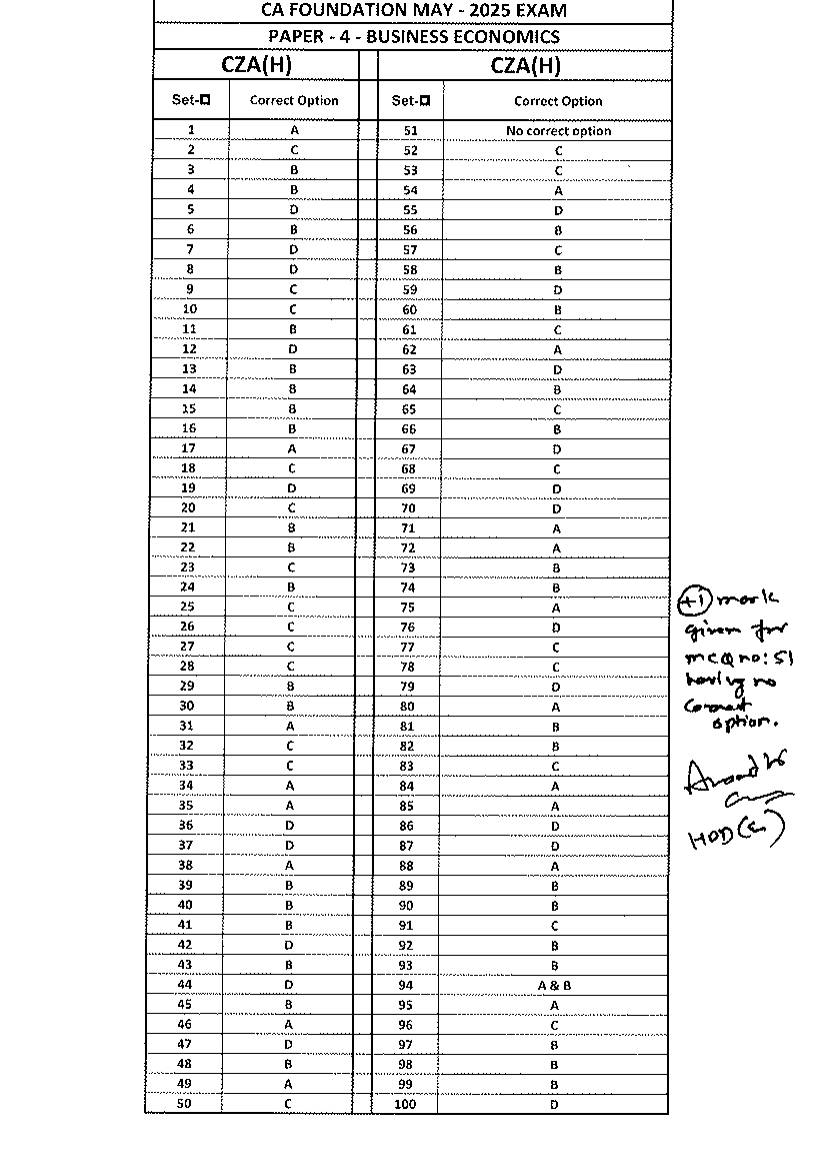 CA FOUNDATION MAY - 2025 EXAM
PAPER - 4 - BUSINESS ECONOMICS
CZA(H) CZA(H)
Set- Correct Option Set- Correct Option
1 A 51 No correct option
2 C 52 C
3 B 53 C
4 B 54 A
5 D 55 D
6 B 56 B
7 D 57 C
8 D 58 B
9 C 59 D
10 C 60 B
11 B 61 C
12 D 62 A
13 B 63 D
14 B 64 B
15 B 65 C
16 B 66 B
17 A 67 D
18 C 68 C
19 D 69 D
20 C 70 D
21 B 71 A
22 B 72 A
23 C 73 B
24 B 74 B
25 C 75 A
26 C 76 D
27 C 77 C
28 C 78 C
29 B 79 D
30 B 80 A
31 A 81 B
32 C 82 B
33 C 83 C
34 A 84 A
35 A 85 A
36 D 86 D
37 D 87 D
38 A 88 A
39 B 89 B
40 B 90 B
41 B 91 C
42 D 92 B
43 B 93 B
44 D 94 A & B
45 B 95 A
46 A 96 C
47 D 97 B
48 B 98 B
49 A 99 B
50 C 100 D
+1 mark
given for
mcq no: 51
having no
correct
option.
HOD